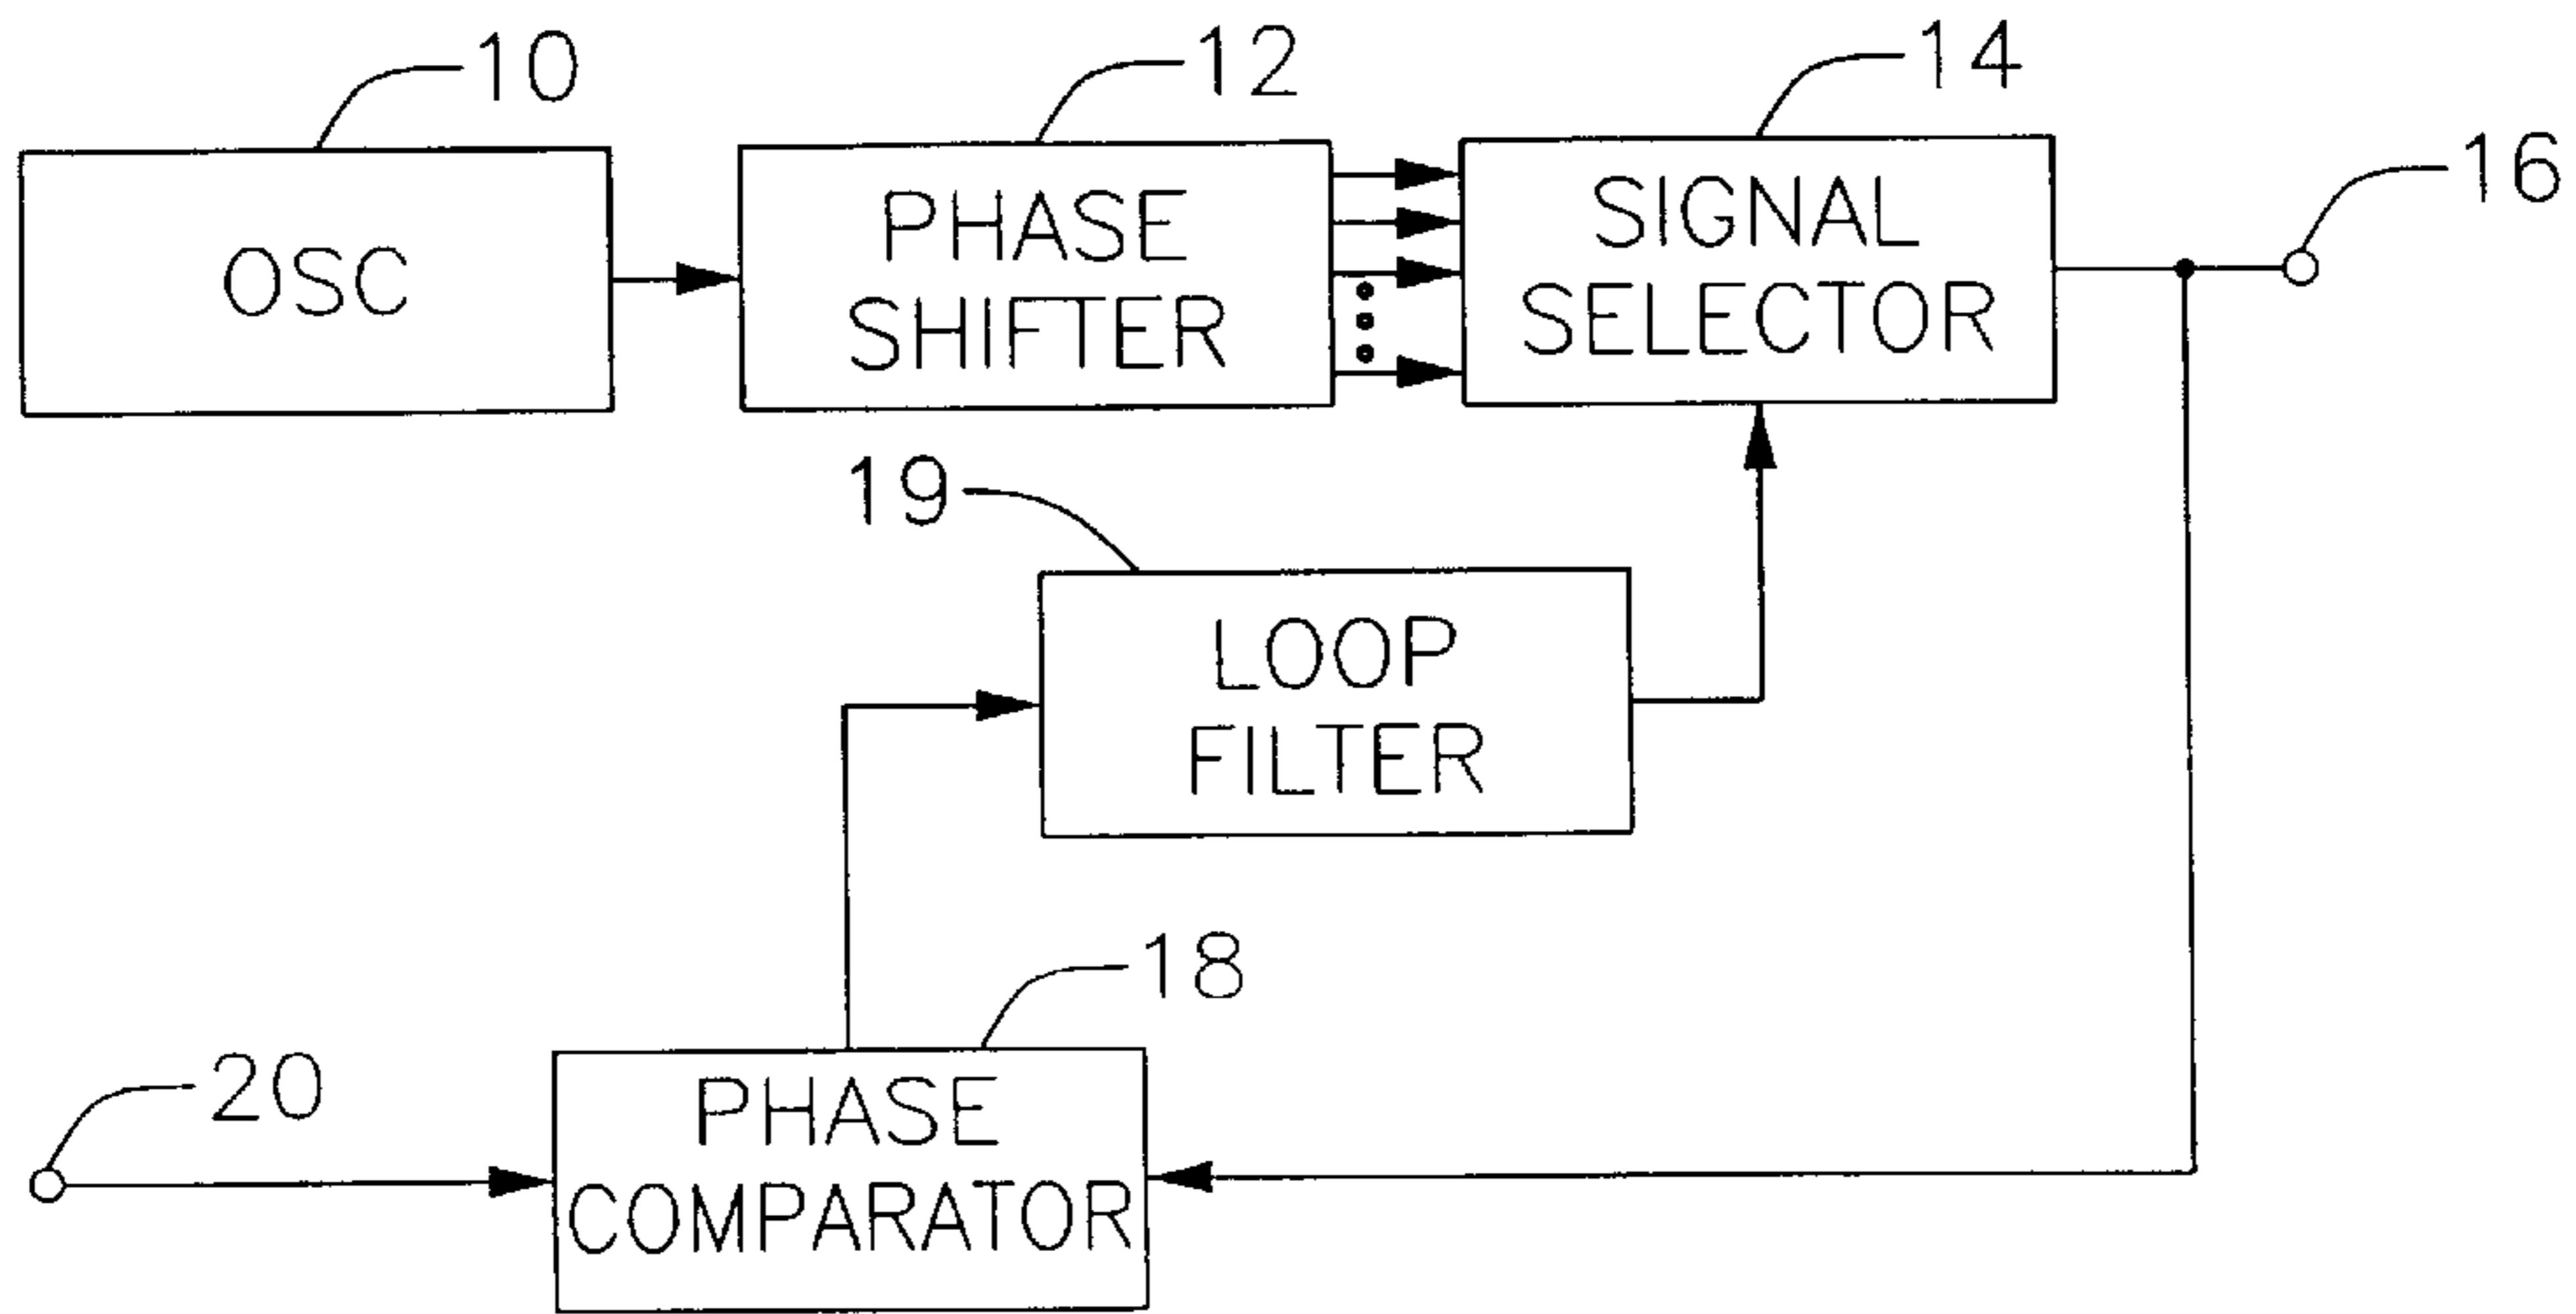 10
12
14
16
OSC
PHASE
SHIFTER
SIGNAL
SELECTOR
19
LOOP
FILTER
18
20
PHASE
COMPARATOR